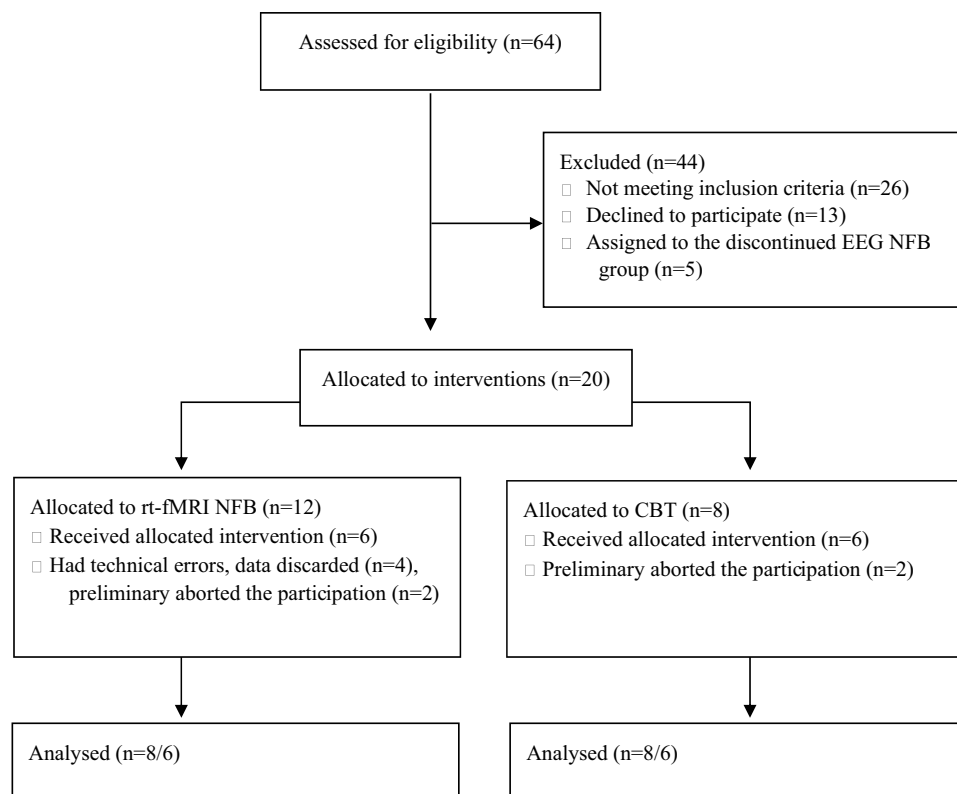 Assessed for eligibility (n=64)
Excluded (n=44)
□ Not meeting inclusion criteria (n=26)
□ Declined to participate (n=13)
□ Assigned to the discontinued EEG NFB
group (n=5)
Allocated to interventions (n=20)
Allocated to rt-fMRI NFB (n=12)
□ Received allocated intervention (n=6)
□ Had technical errors, data discarded (n=4),
preliminary aborted the participation (n=2)
Allocated to CBT (n=8)
□ Received allocated intervention (n=6)
□ Preliminary aborted the participation (n=2)
Analysed (n=8/6)
Analysed (n=8/6)